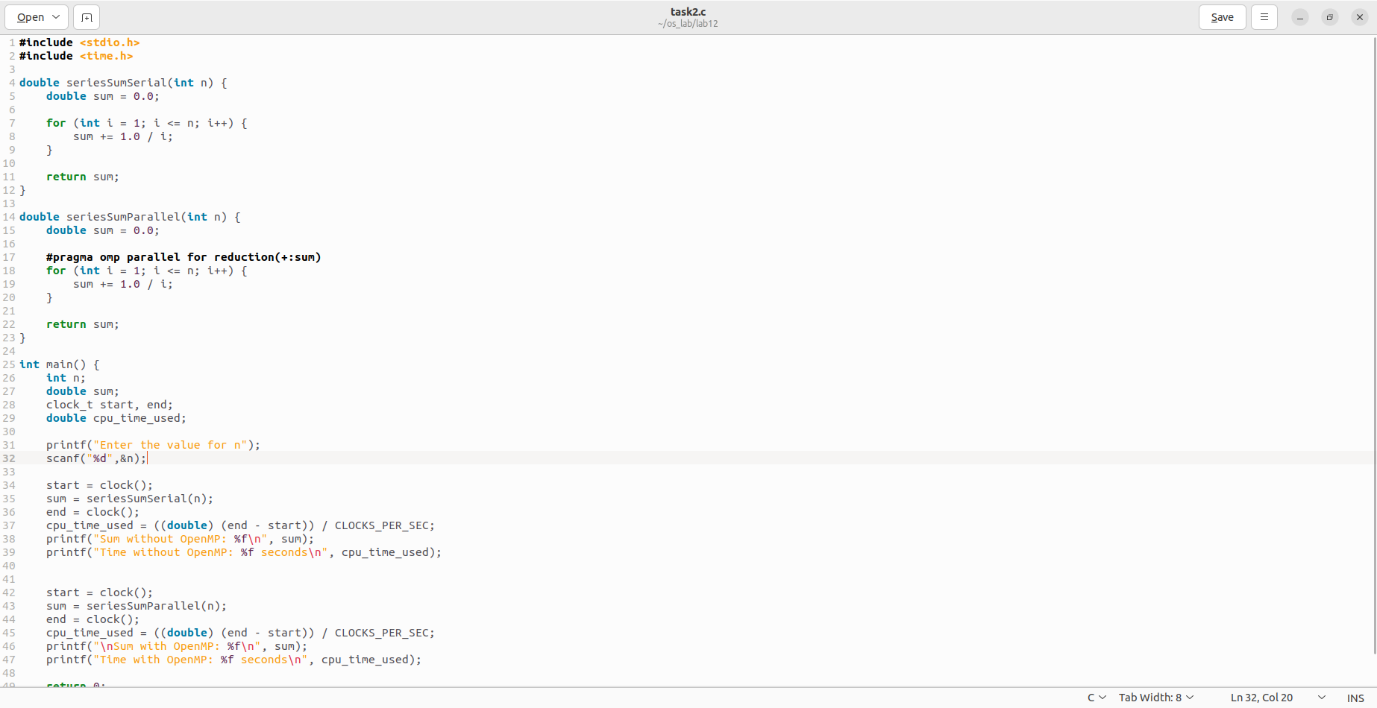 Open
task2.c
~/os_lab/lab12
Save
1 #include <stdio.h>
2 #include <time.h>
3
4 double seriesSumSerial(int n) {
5     double sum = 0.0;
6
7     for (int i = 1; i <= n; i++) {
8         sum += 1.0 / i;
9     }
10
11     return sum;
12 }
13
14 double seriesSumParallel(int n) {
15     double sum = 0.0;
16
17     #pragma omp parallel for reduction(+:sum)
18     for (int i = 1; i <= n; i++) {
19         sum += 1.0 / i;
20     }
21
22     return sum;
23 }
24
25 int main() {
26     int n;
27     double sum;
28     clock_t start, end;
29     double cpu_time_used;
30
31     printf("Enter the value for n");
32     scanf("%d",&n);
33
34     start = clock();
35     sum = seriesSumSerial(n);
36     end = clock();
37     cpu_time_used = ((double) (end - start)) / CLOCKS_PER_SEC;
38     printf("Sum without OpenMP: %f\n", sum);
39     printf("Time without OpenMP: %f seconds\n", cpu_time_used);
40
41
42     start = clock();
43     sum = seriesSumParallel(n);
44     end = clock();
45     cpu_time_used = ((double) (end - start)) / CLOCKS_PER_SEC;
46     printf("\nSum with OpenMP: %f\n", sum);
47     printf("Time with OpenMP: %f seconds\n", cpu_time_used);
48
49     return 0;
C Tab Width: 8 Ln 32, Col 20 INS